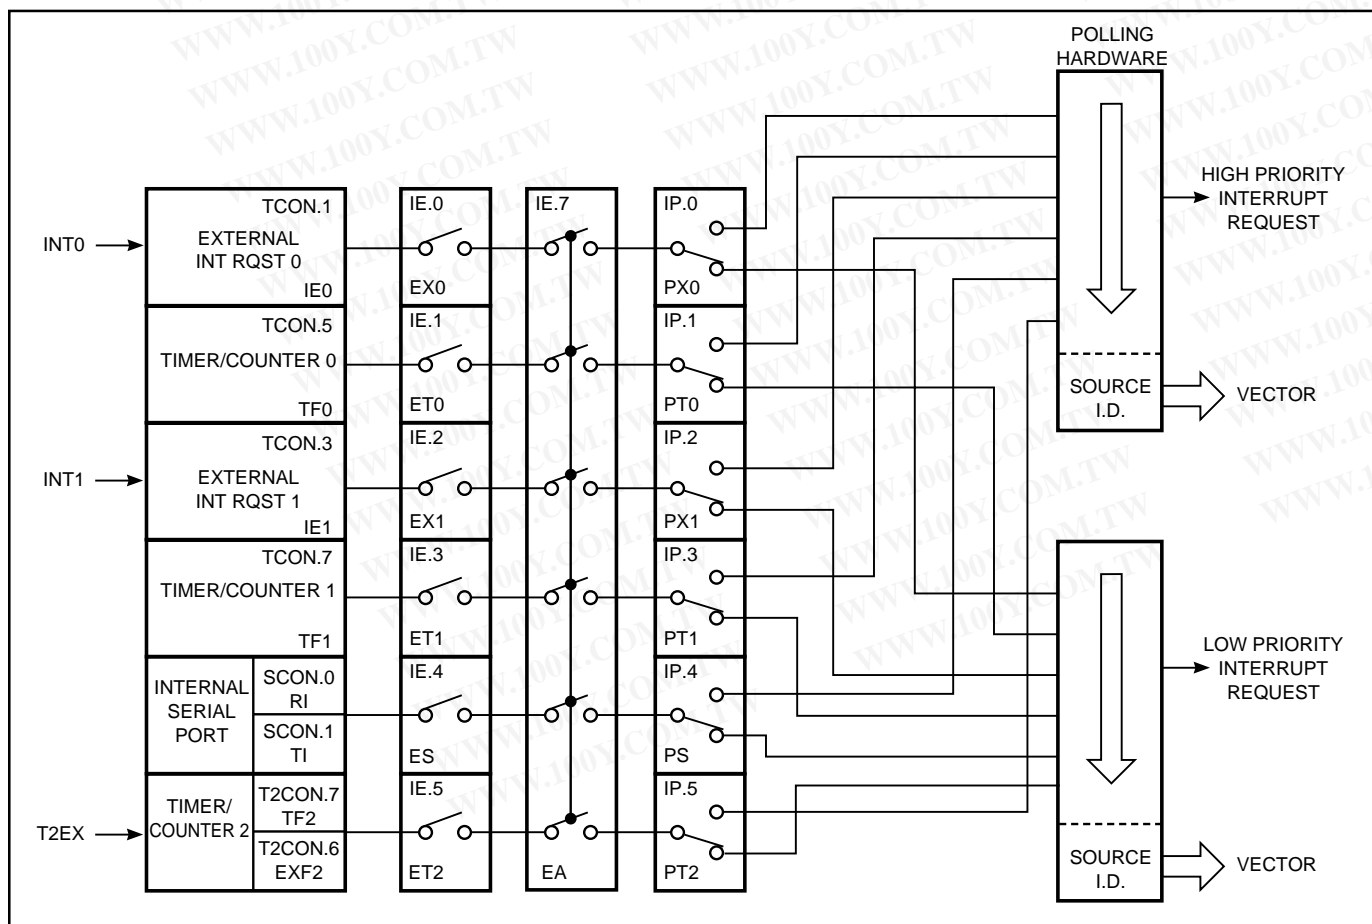 POLLING
HARDWARE
HIGH PRIORITY
INTERRUPT
REQUEST
SOURCE
I.D.
VECTOR
INT0
TCON.1
EXTERNAL
INT RQST 0
IE0
IE.0
EX0
IE.7
IP.0
PX0
TCON.5
TIMER/COUNTER 0
TF0
IE.1
ET0
IP.1
PT0
INT1
TCON.3
EXTERNAL
INT RQST 1
IE1
IE.2
EX1
IP.2
PX1
TCON.7
TIMER/COUNTER 1
TF1
IE.3
ET1
IP.3
PT1
INTERNAL
SERIAL
PORT
SCON.0
RI
SCON.1
TI
IE.4
ES
IP.4
PS
T2EX
TIMER/
COUNTER 2
T2CON.7
TF2
T2CON.6
EXF2
IE.5
ET2
EA
IP.5
PT2
LOW PRIORITY
INTERRUPT
REQUEST
SOURCE
I.D.
VECTOR
WWW.100Y.COM.TW